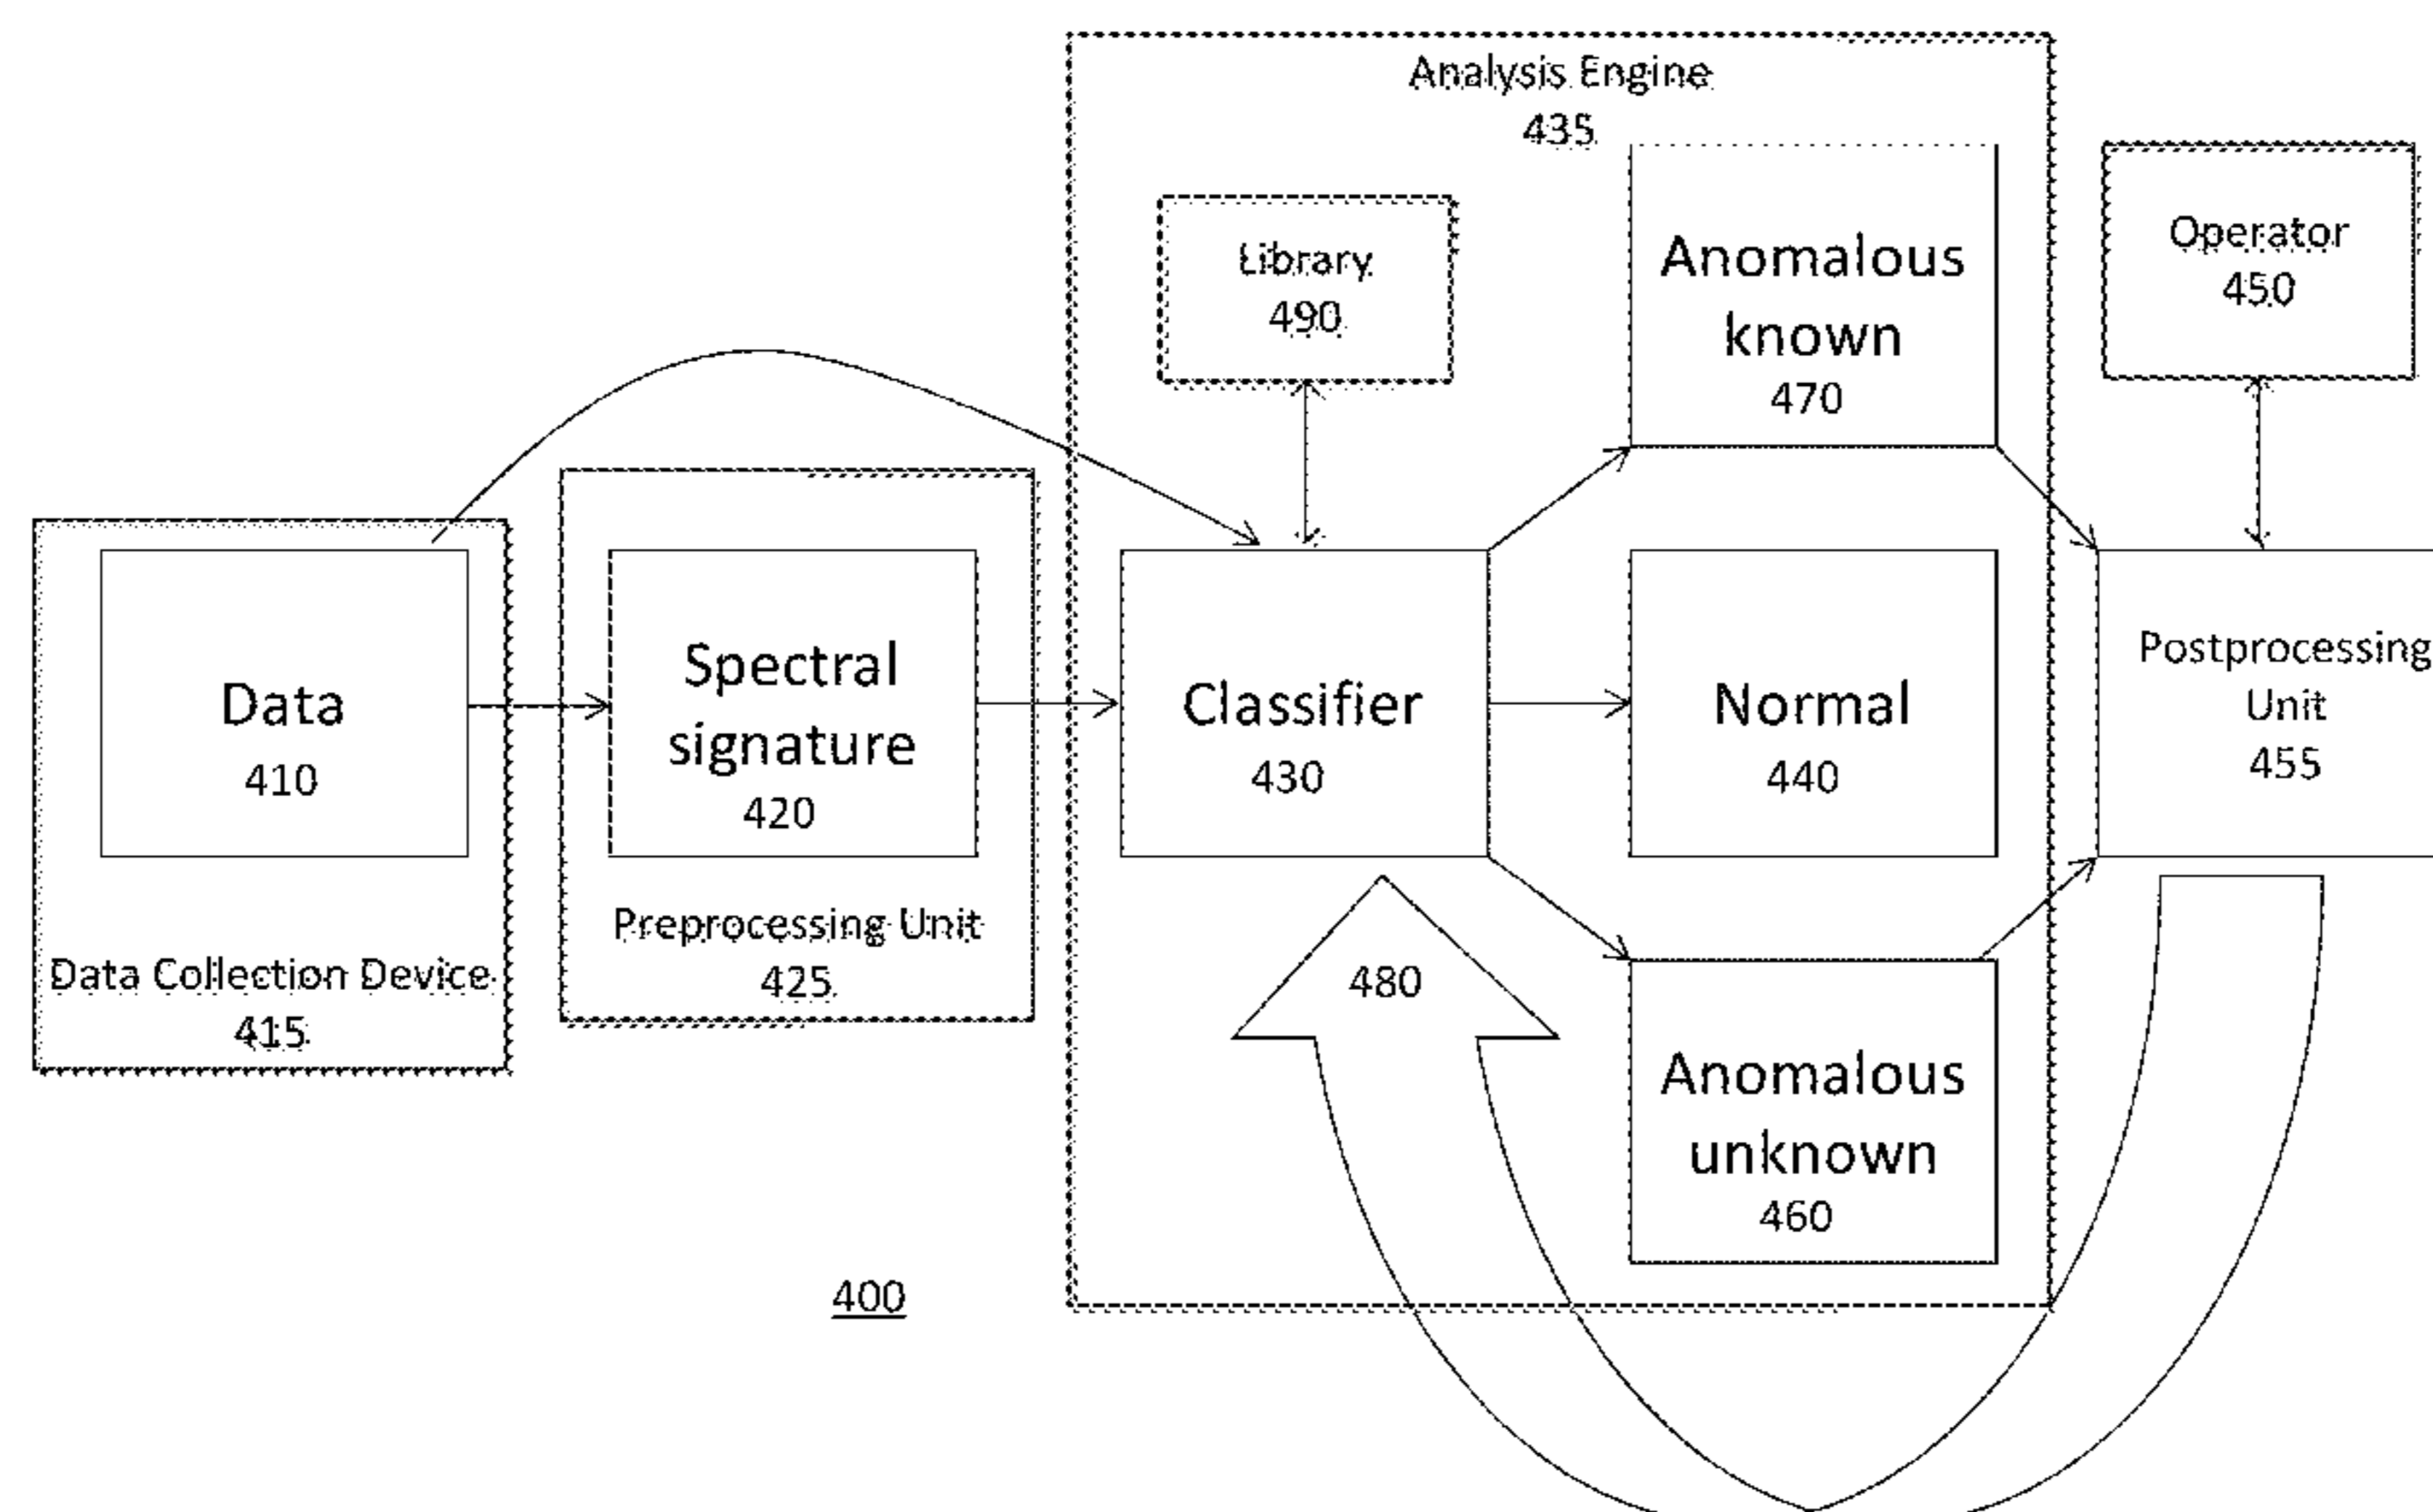 Analysis Engine
435
Library
490
Anomalous
known
470
Operator
450
Data
410
Data Collection Device
415
Spectral
signature
420
Preprocessing Unit
425
Classifier
430
Normal
440
Postprocessing
Unit
455
480
Anomalous
unknown
460
400